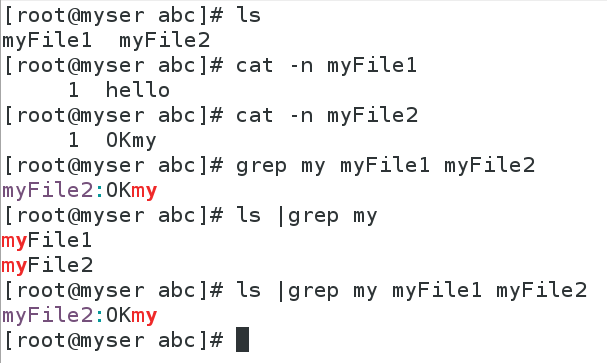 [root@myser abc]# ls
myFile1  myFile2
[root@myser abc]# cat -n myFile1
     1  hello
[root@myser abc]# cat -n myFile2
     1  OKmy
[root@myser abc]# grep my myFile1 myFile2
myFile2:OKmy
[root@myser abc]# ls |grep my
myFile1
myFile2
[root@myser abc]# ls |grep my myFile1 myFile2
myFile2:OKmy
[root@myser abc]#